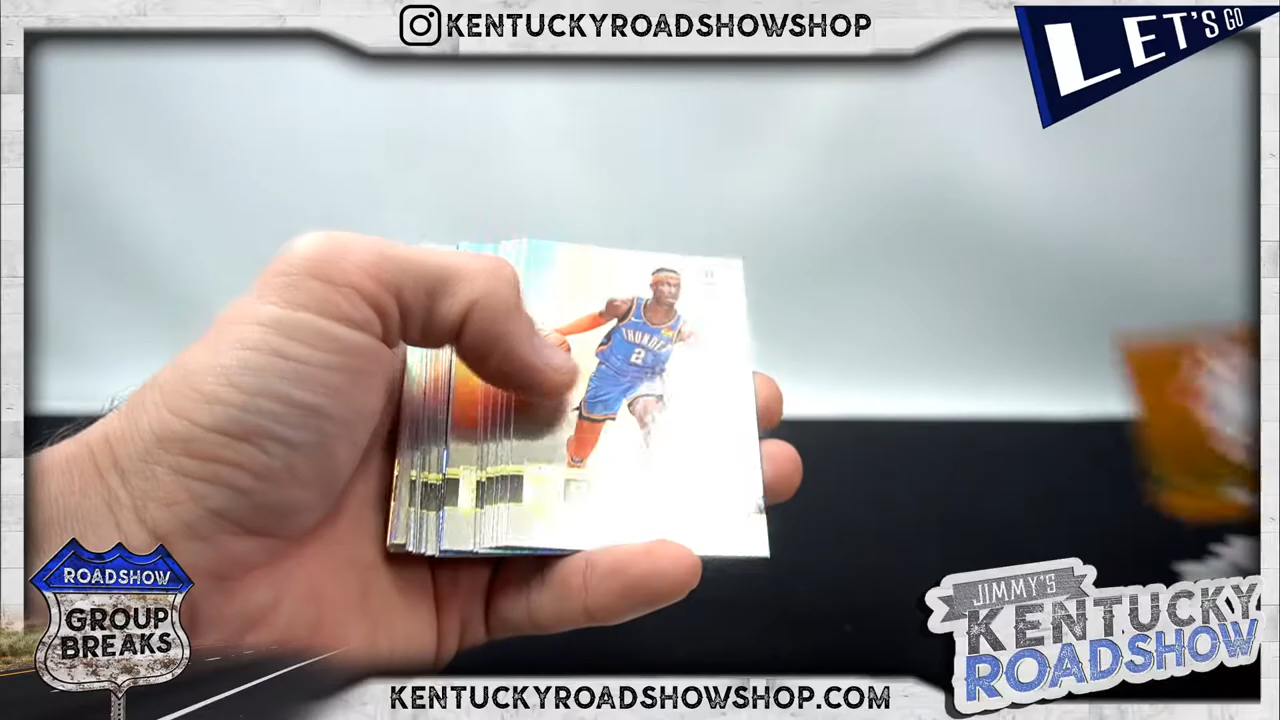 KENTUCKYROADSHOWSHOP
LET'S GO
THUNDER
2
ROADSHOW
GROUP
BREAKS
JIMMY'S
KENTUCKY
ROADSHOW
KENTUCKYROADSHOWSHOP.COM